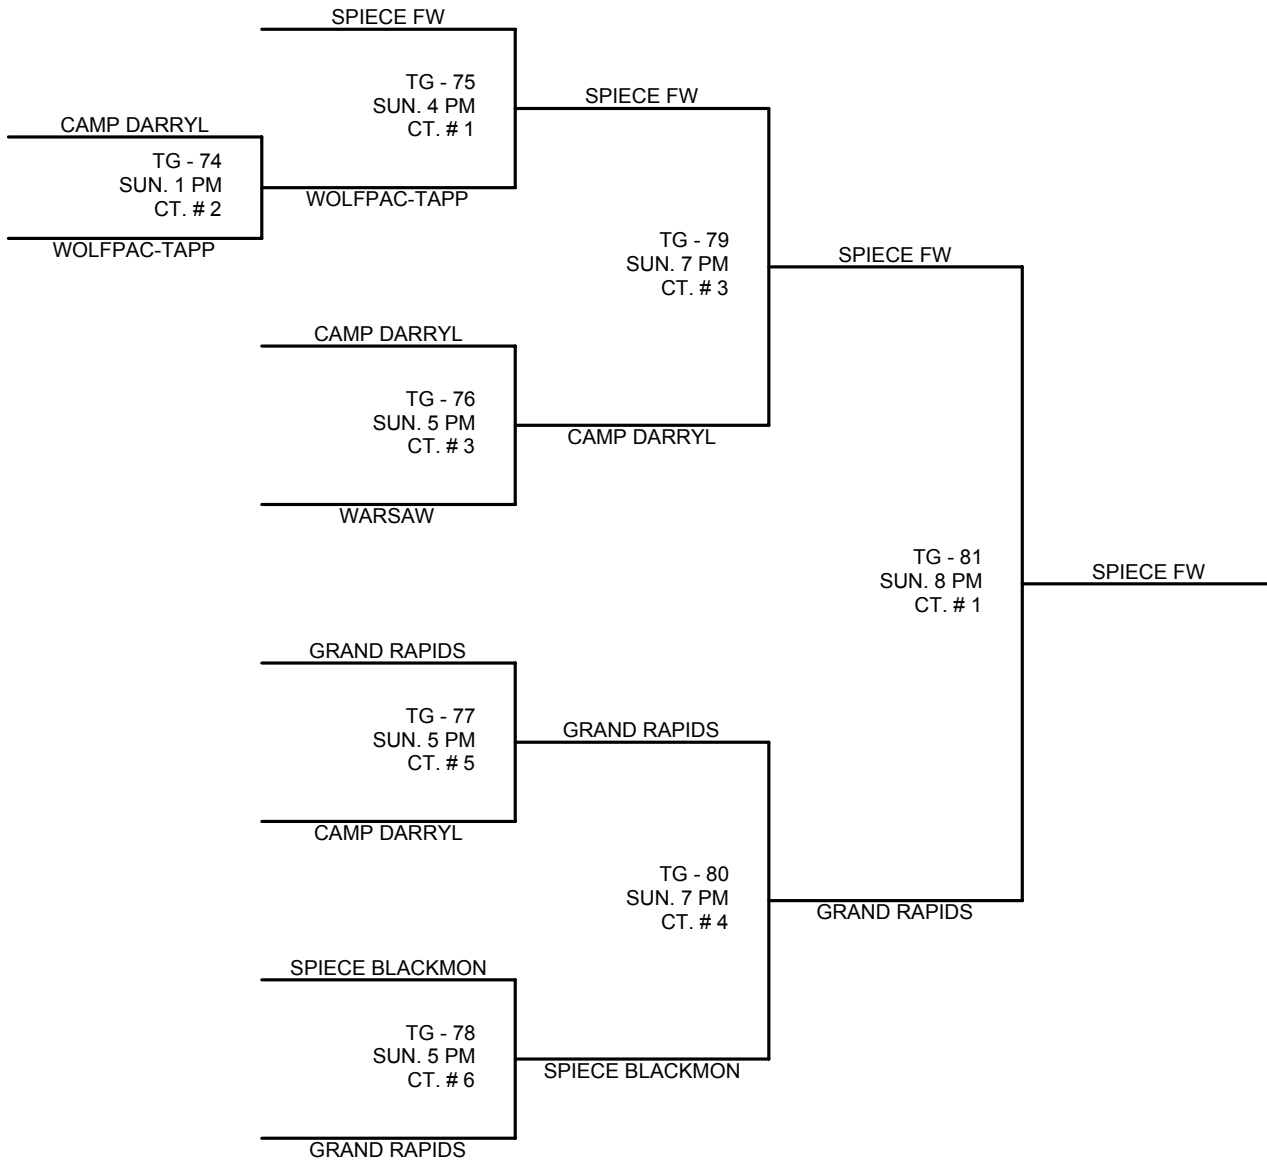 SPIECE FW
TG - 75
SUN. 4 PM
CT. # 1
SPIECE FW
CAMP DARRYL
TG - 74
SUN. 1 PM
CT. # 2
WOLFPAC-TAPP
WOLFPAC-TAPP
TG - 79
SUN. 7 PM
CT. # 3
SPIECE FW
CAMP DARRYL
TG - 76
SUN. 5 PM
CT. # 3
CAMP DARRYL
WARSAW
TG - 81
SUN. 8 PM
CT. # 1
SPIECE FW
GRAND RAPIDS
TG - 77
SUN. 5 PM
CT. # 5
GRAND RAPIDS
CAMP DARRYL
TG - 80
SUN. 7 PM
CT. # 4
GRAND RAPIDS
SPIECE BLACKMON
TG - 78
SUN. 5 PM
CT. # 6
SPIECE BLACKMON
GRAND RAPIDS